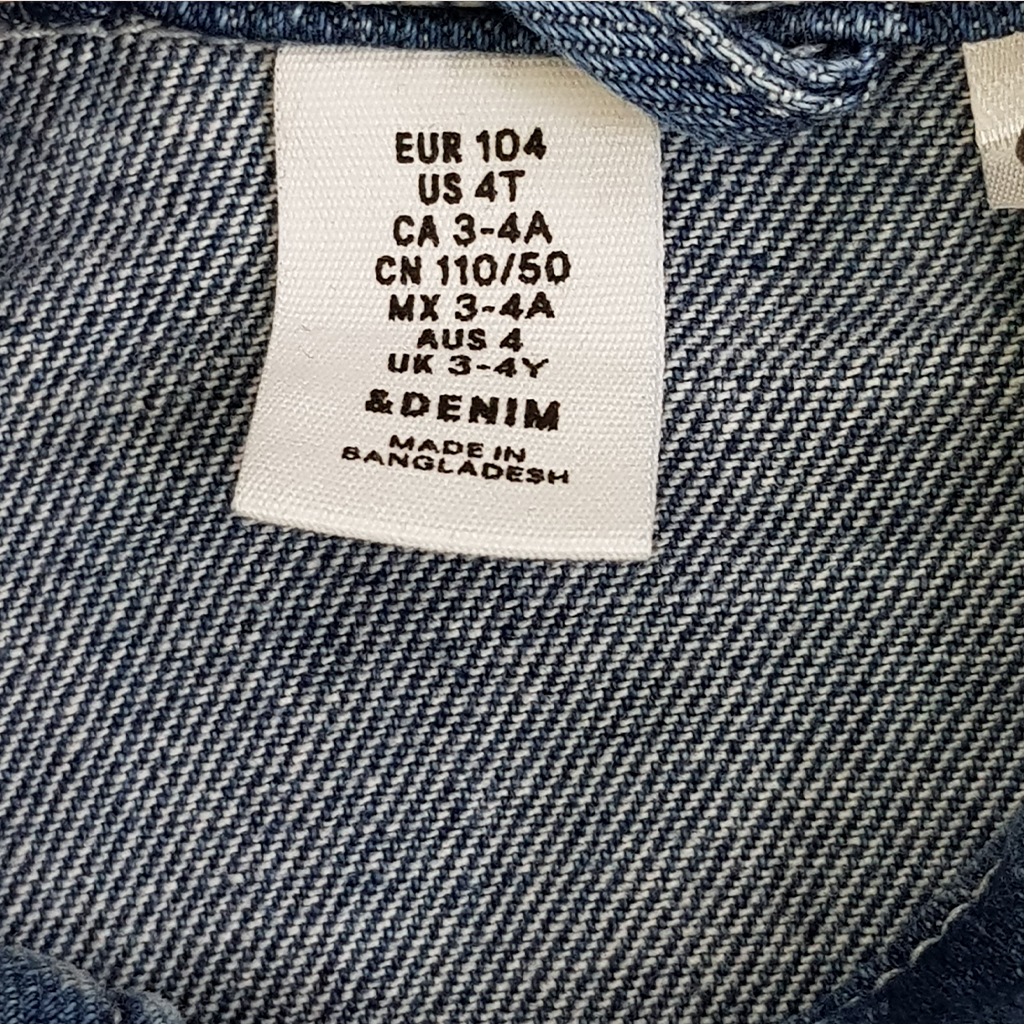 EUR 104
US 4T
CA 3-4A
CN 110/50
MX 3-4A
AUS 4
UK 3-4Y
&DENIM
MADE IN
BANGLADESH